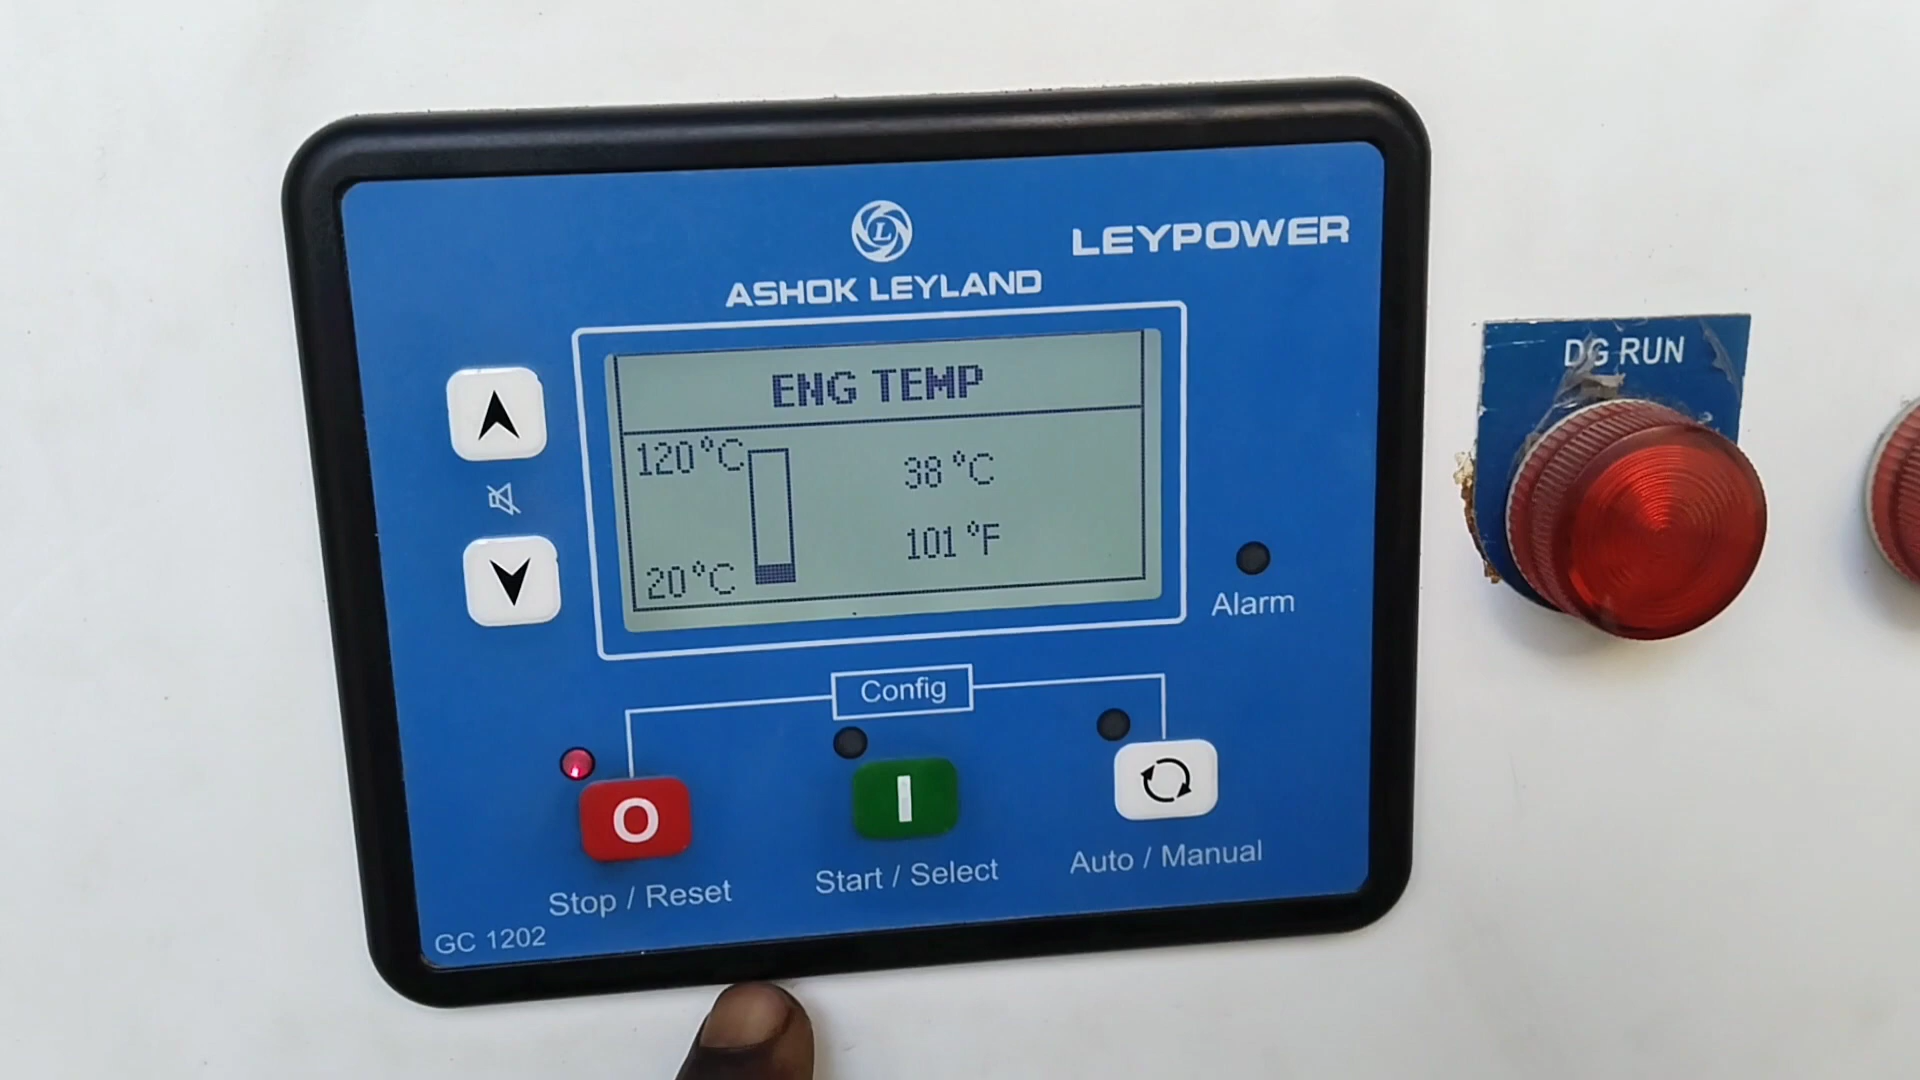 L
ASHOK LEYLAND
LEYPOWER
DG RUN
ENG TEMP
120°C
38 °C
101 °F
20°C
Alarm
Config
O
I
Stop / Reset
Start / Select
Auto / Manual
GC 1202